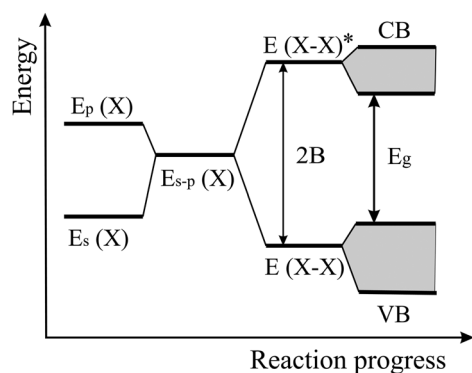 Energy
E (X-X)*
CB
Ep (X)
Es-p (X)
2B
Eg
Es (X)
E (X-X)
VB
Reaction progress